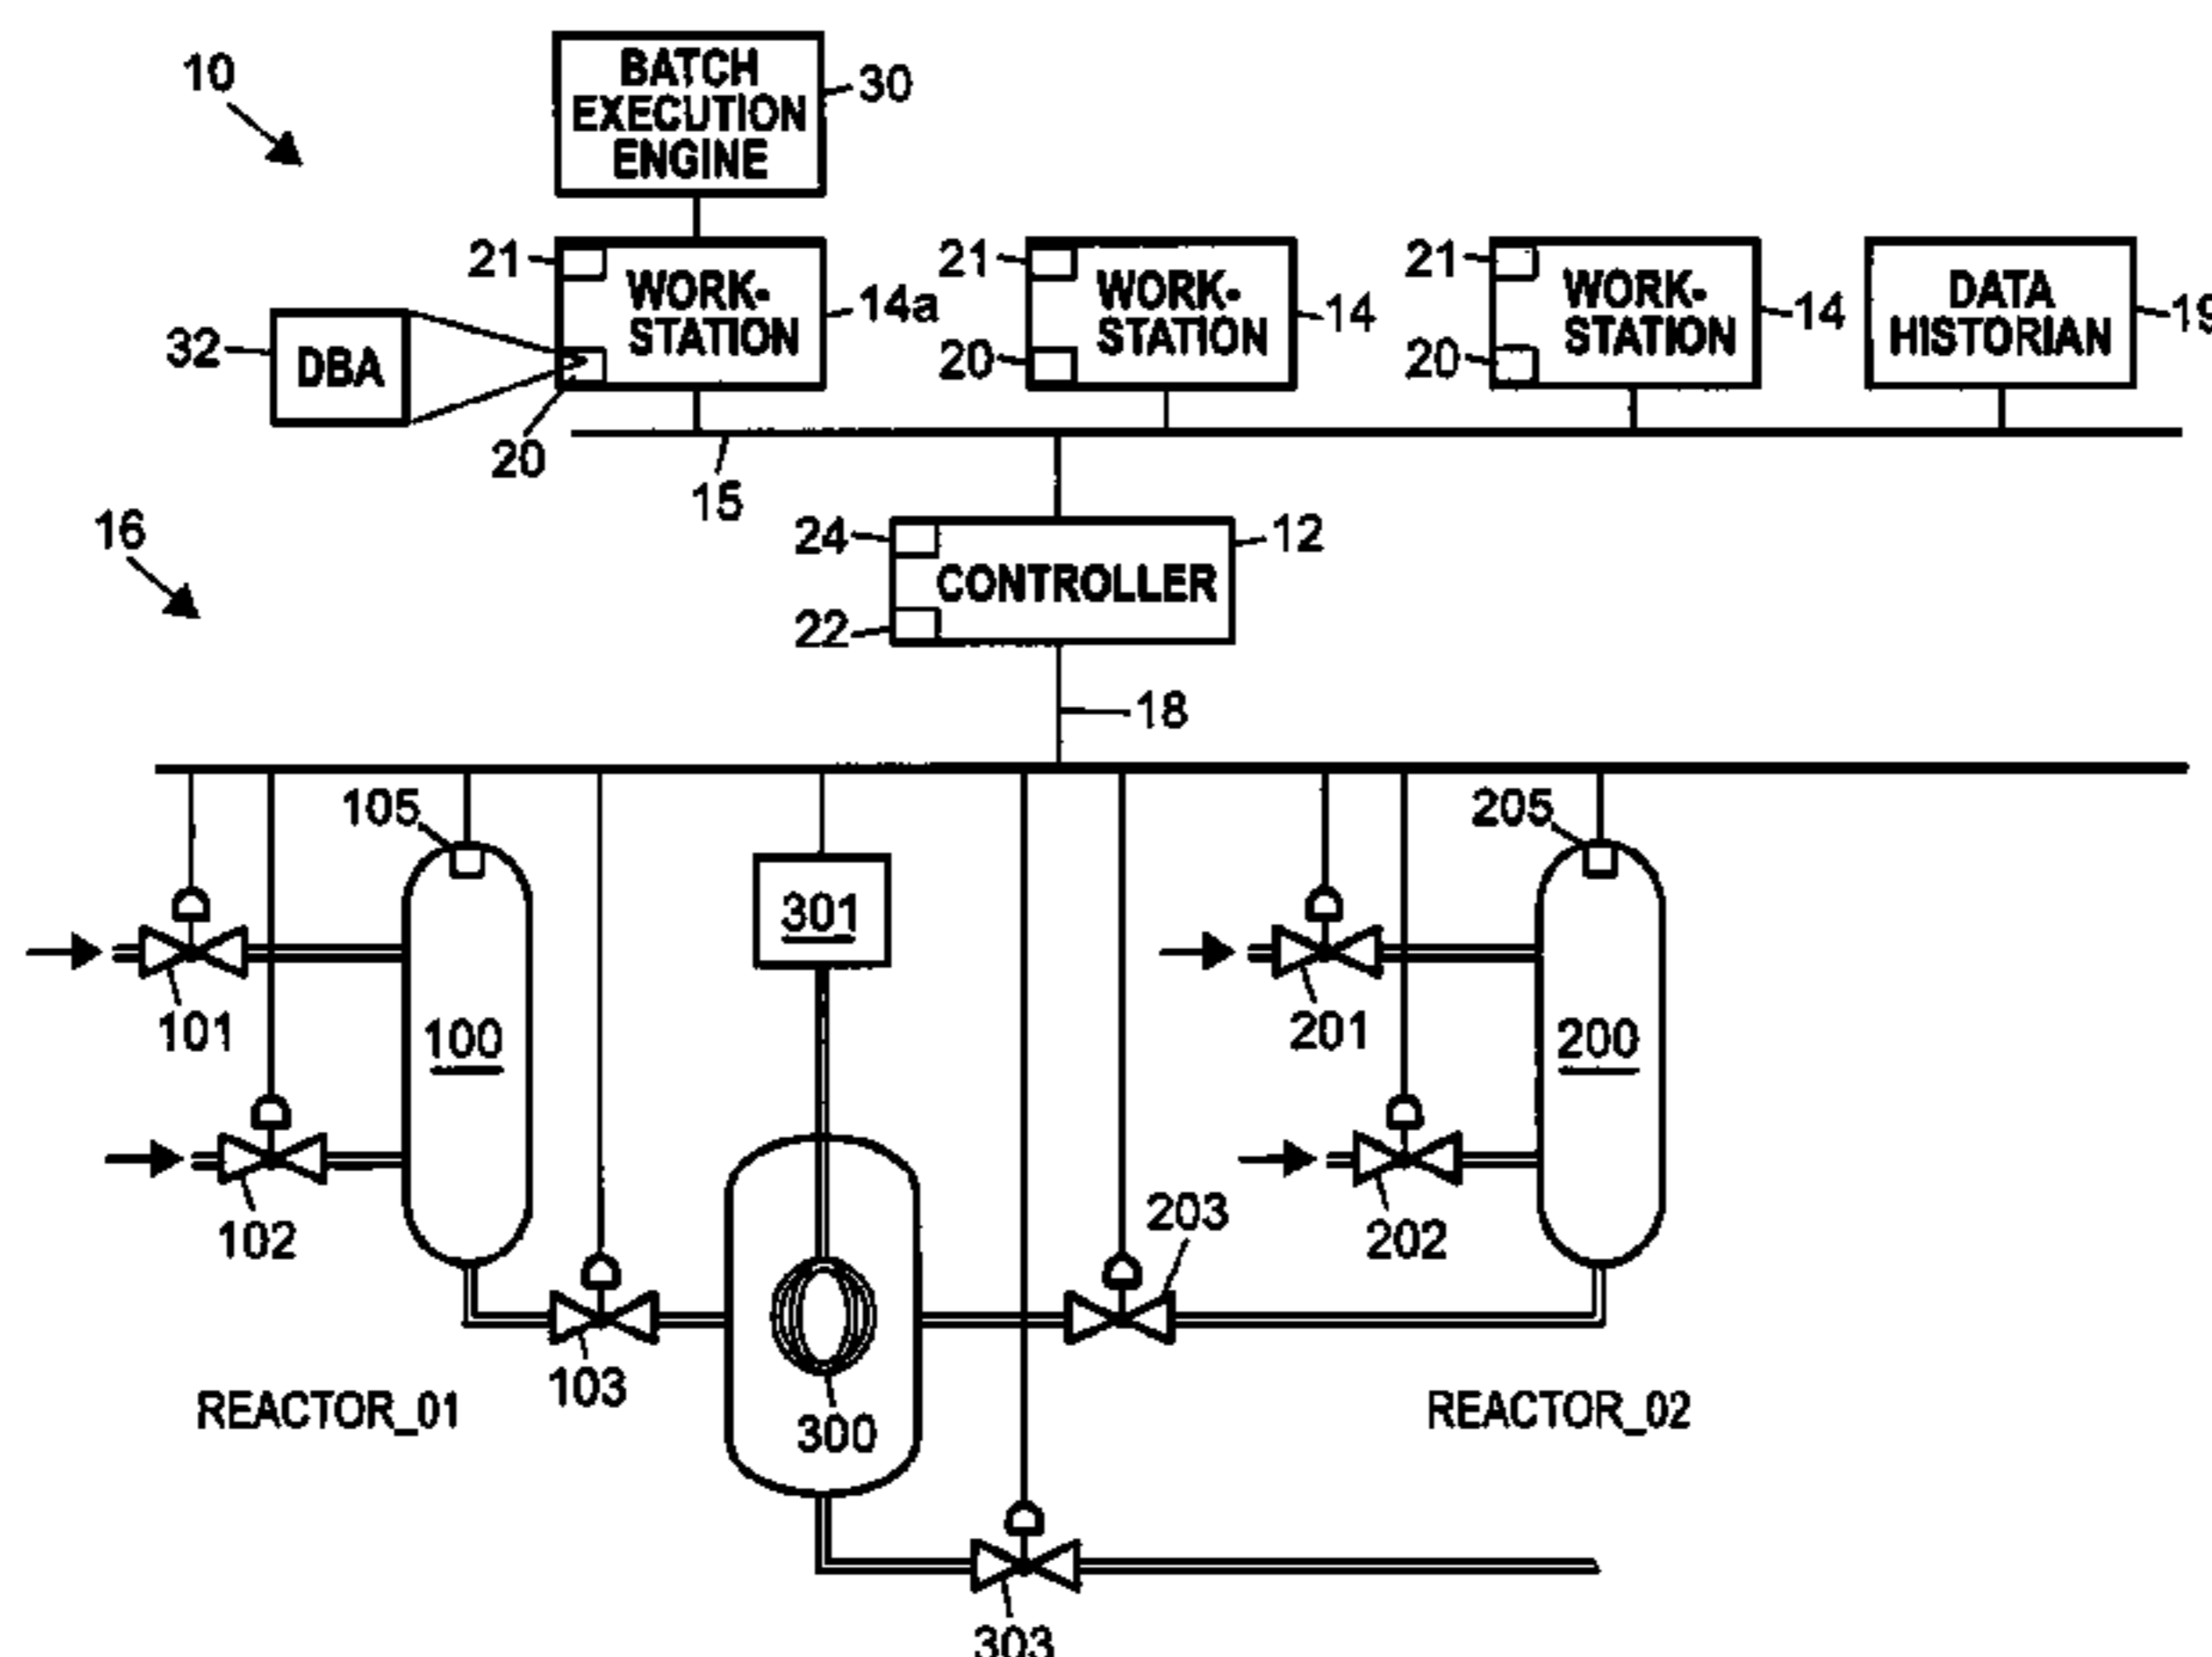 10
BATCH
EXECUTION
ENGINE
30
21
WORK-
STATION
14a
21
WORK-
STATION
14
21
WORK-
STATION
14
DATA
HISTORIAN
19
32
DBA
20
20
20
15
16
24
CONTROLLER
12
22
18
105
205
301
101
100
201
200
102
203
202
103
300
REACTOR_01
REACTOR_02
303